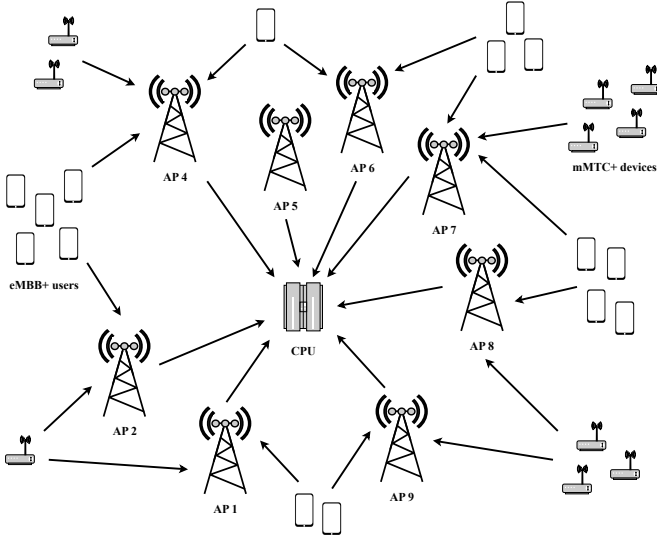 AP 4
AP 5
AP 6
AP 7
mMTC+ devices
eMBB+ users
AP 8
CPU
AP 2
AP 1
AP 9